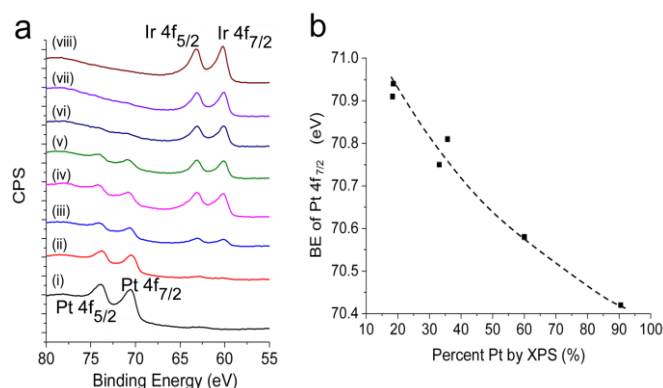 a
Ir 4f5/2 Ir 4f7/2
(viii)
(vii)
(vi)
(v)
(iv)
(iii)
(ii)
(i)
Pt 4f7/2
Pt 4f5/2
CPS
80 75 70 65 60 55
Binding Energy (eV)
b
71.0
70.9
70.8
70.7
70.6
70.5
70.4
BE of Pt 4f7/2 (eV)
10 20 30 40 50 60 70 80 90 100
Percent Pt by XPS (%)